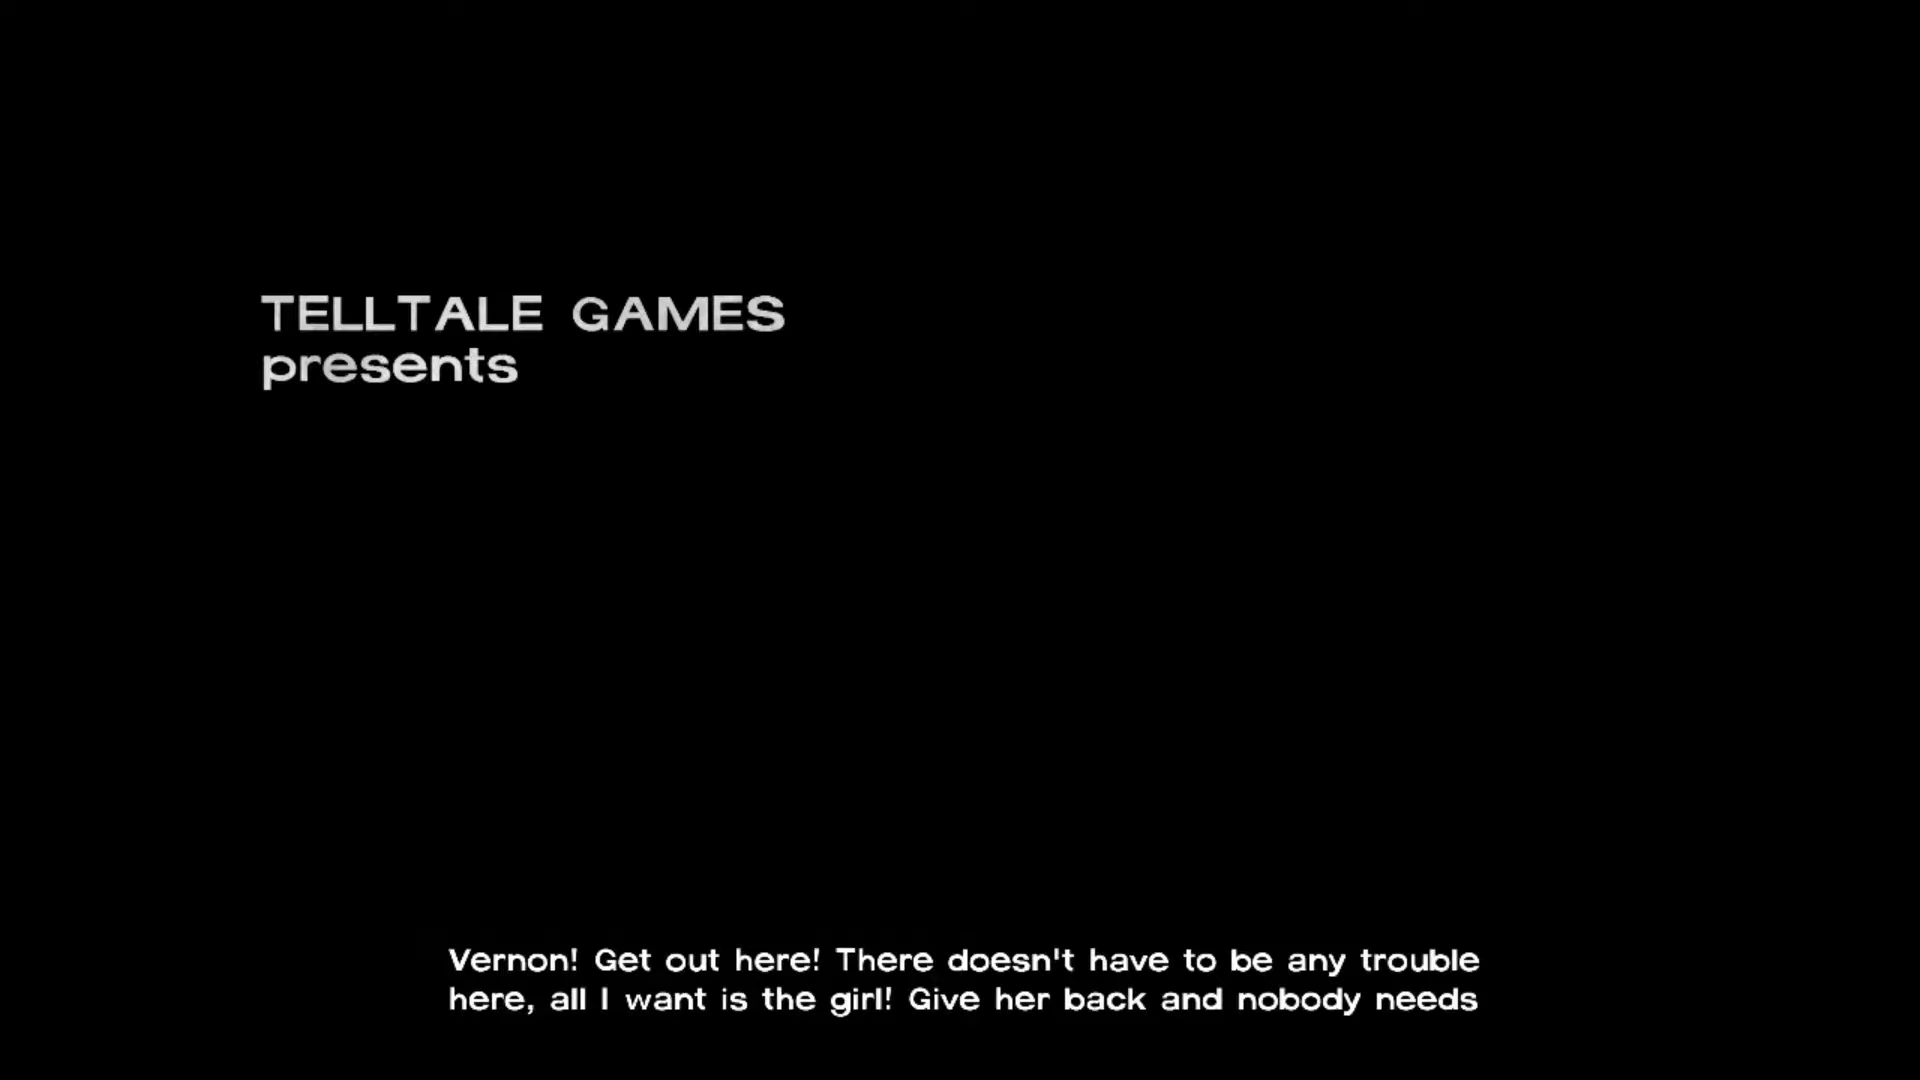 TELLTALE GAMES
presents
Vernon! Get out here! There doesn't have to be any trouble
here, all I want is the girl! Give her back and nobody needs